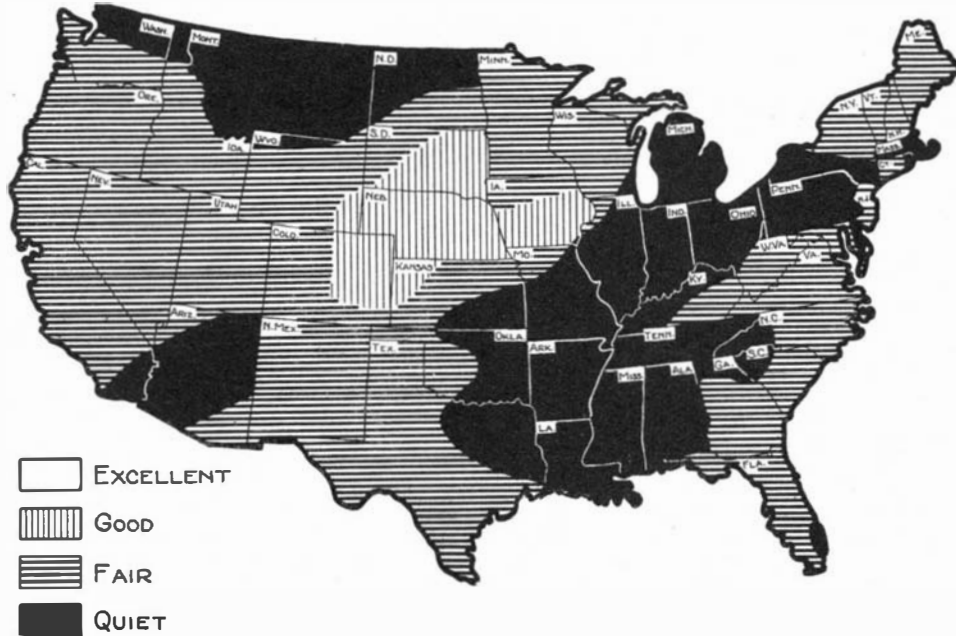 WASH.
MONT.
N.D.
MINN.
ME.
ORE.
WIS.
MICH.
N.Y.
VT.
N.H.
MASS.
CT.
IDA.
WYO.
S.D.
CAL.
NEV.
UTAH
NEB.
IA.
ILL.
IND.
OHIO
PENN.
N.J.
COLO.
KANSAS
MO.
KY.
W.VA.
VA.
ARIZ.
N.MEX.
TEX.
OKLA.
ARK.
TENN.
N.C.
S.C.
GA.
MISS.
ALA.
LA.
FLA.
EXCELLENT
GOOD
FAIR
QUIET